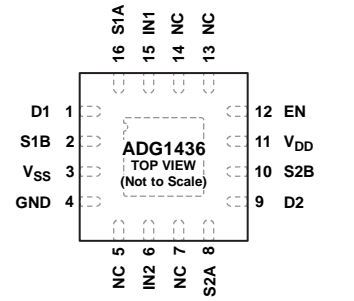 16 S1A
15 IN1
14 NC
13 NC
D1 1
S1B 2
VSS 3
GND 4
ADG1436
TOP VIEW
(Not to Scale)
12 EN
11 VDD
10 S2B
9 D2
NC 5
IN2 6
NC 7
S2A 8